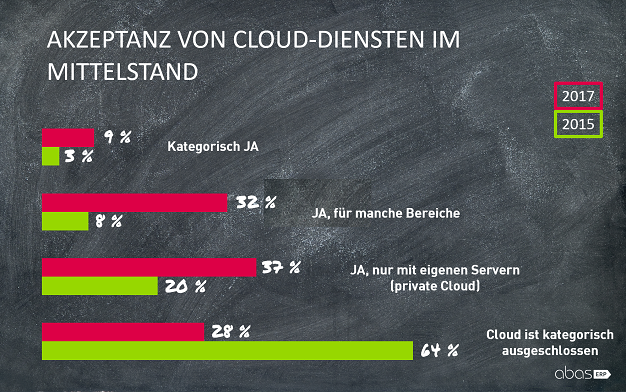 AKZEPTANZ VON CLOUD-DIENSTEN IM
MITTELSTAND
2017
2015
9 %
3 %
Kategorisch JA
32 %
8 %
JA, für manche Bereiche
37 %
20 %
JA, nur mit eigenen Servern
(private Cloud)
28 %
64 %
Cloud ist kategorisch
ausgeschlossen
abas ERP